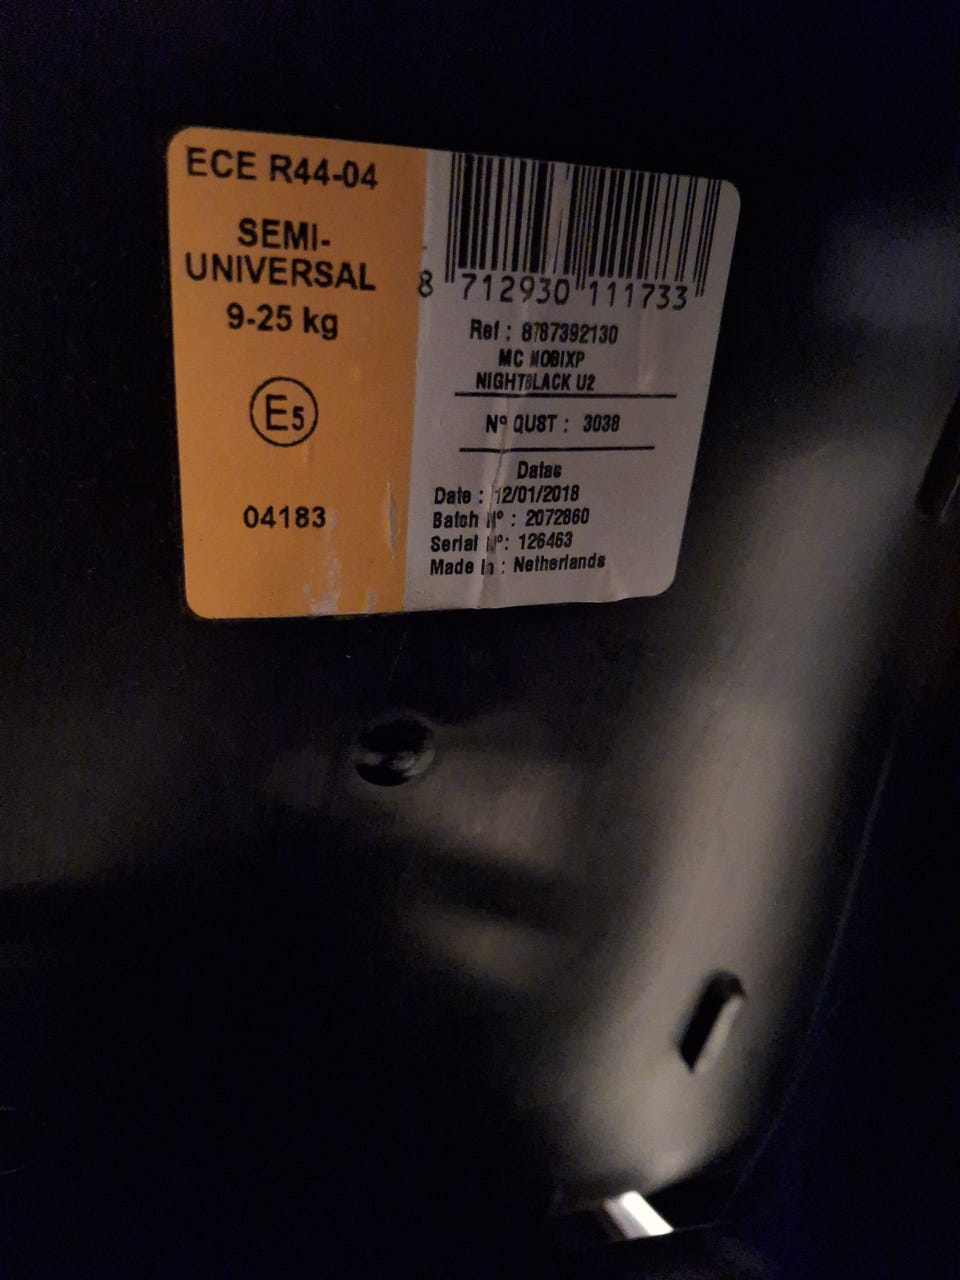 ECE R44-04
SEMI-
UNIVERSAL
9-25 kg
E5
04183
8 712930 111733
Ref : 8787392130
MC MOBIXP
NIGHTBLACK U2
N° QUST : 3038
Datas
Date : 12/01/2018
Batch N° : 2072860
Serial N°: 126463
Made in : Netherlands